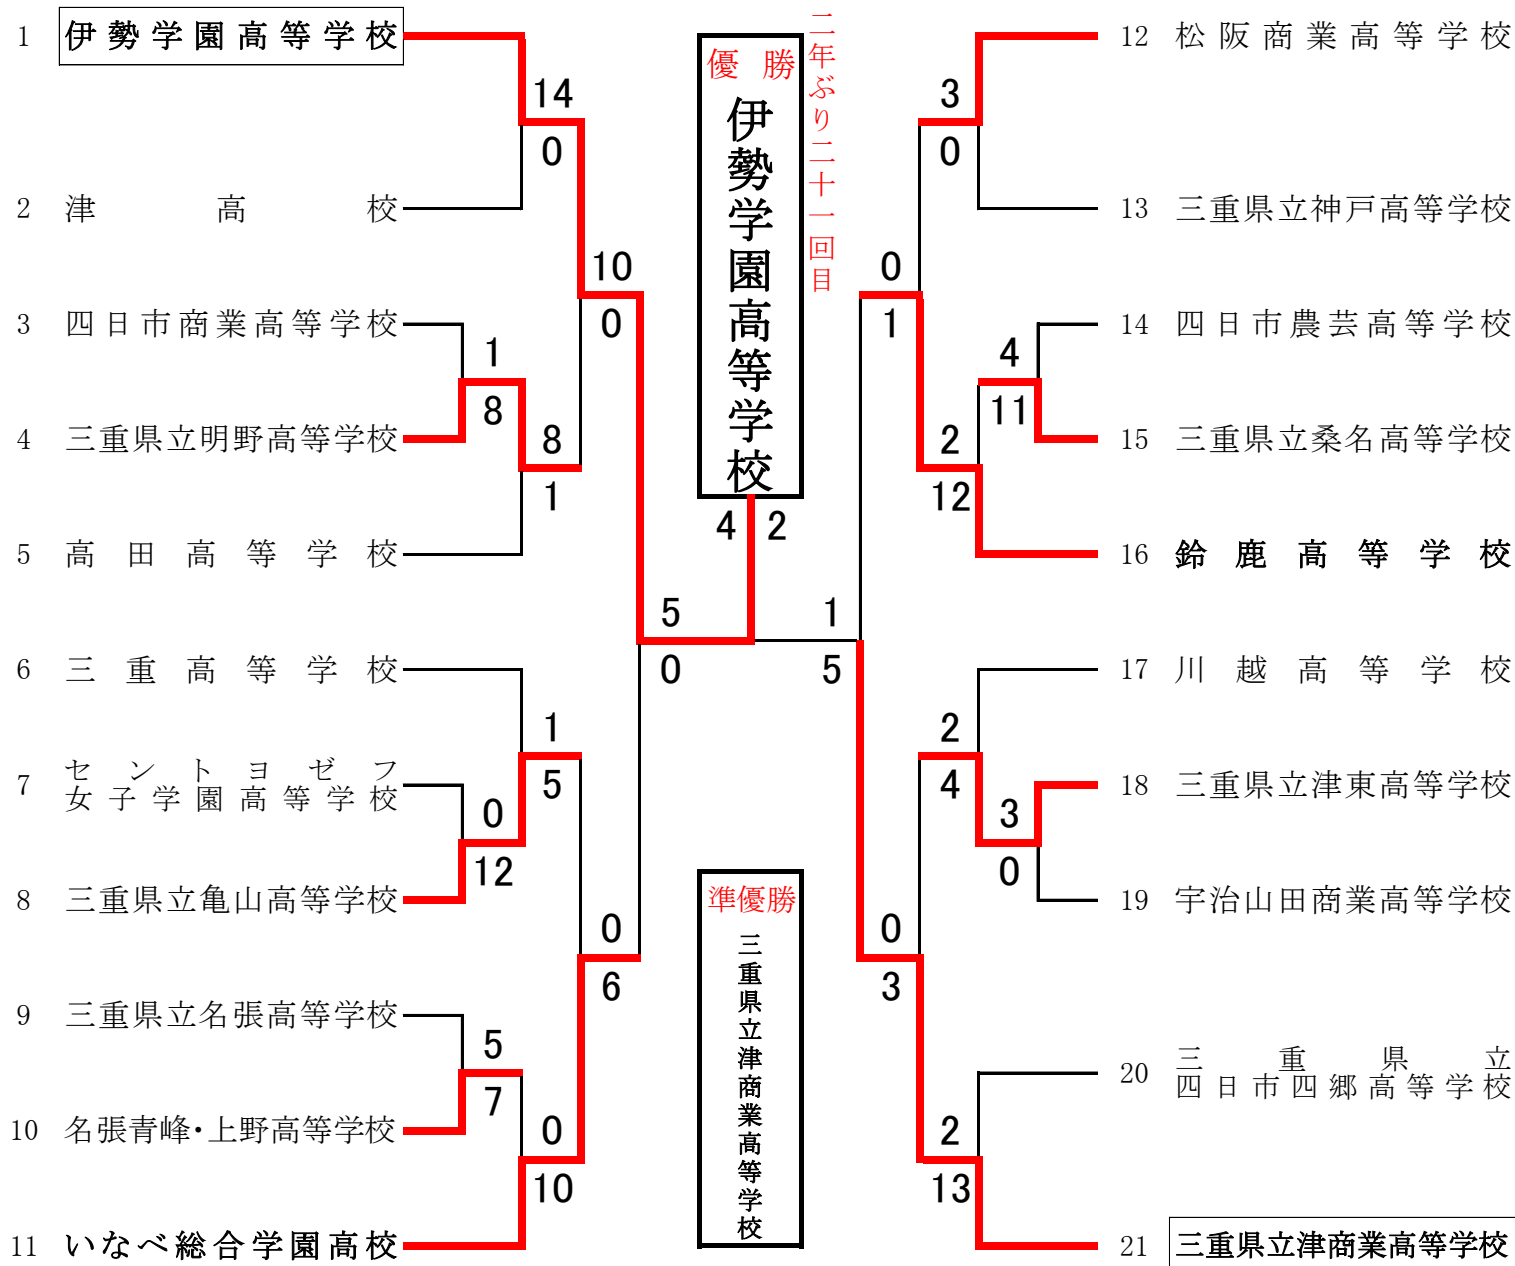 1 伊勢学園高等学校
2 津高校
3 四日市商業高等学校
4 三重県立明野高等学校
5 高田高等学校
6 三重高等学校
7 セントヨゼフ
女子学園高等学校
8 三重県立亀山高等学校
9 三重県立名張高等学校
10 名張青峰・上野高等学校
11 いなべ総合学園高校
14
0
1
8
8
1
10
0
1
5
0
12
5
7
0
10
0
6
5
0
優勝
伊勢学園高等学校
二年ぶり二十一回目
4 2
準優勝
三重県立津商業高等学校
1
5
0
1
3
0
4
11
2
12
2
4
3
0
0
3
2
13
12 松阪商業高等学校
13 三重県立神戸高等学校
14 四日市農芸高等学校
15 三重県立桑名高等学校
16 鈴鹿高等学校
17 川越高等学校
18 三重県立津東高等学校
19 宇治山田商業高等学校
20 三重県立
四日市四郷高等学校
21 三重県立津商業高等学校